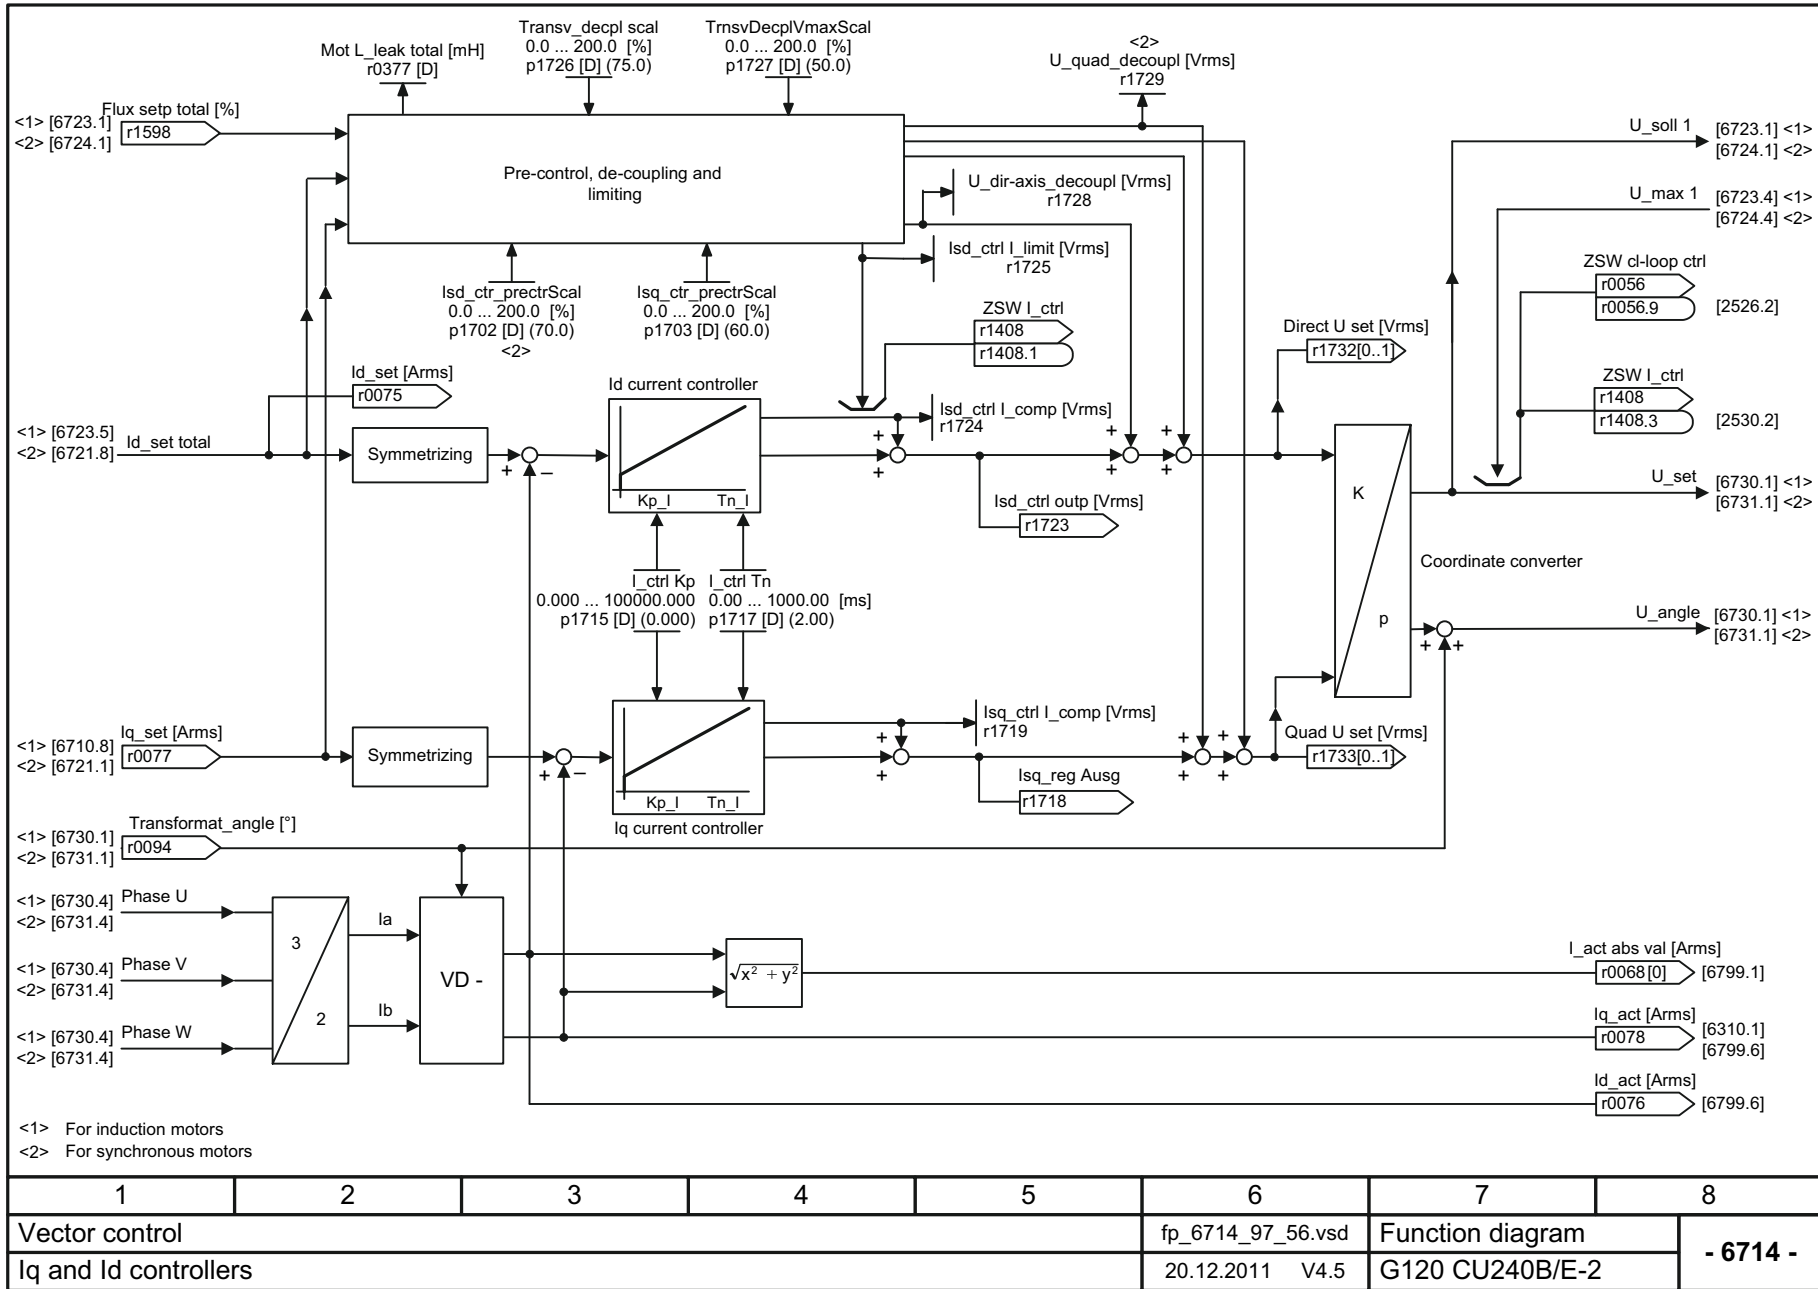 Transv_decpl scal
0.0 ... 200.0 [%]
p1726 [D] (75.0)
TrnsvDecplVmaxScal
0.0 ... 200.0 [%]
p1727 [D] (50.0)
Mot L_leak total [mH]
r0377 [D]
<2>
U_quad_decoupl [Vrms]
r1729
Flux setp total [%]
<1> [6723.1]
<2> [6724.1]
r1598
Pre-control, de-coupling and
limiting
U_dir-axis_decoupl [Vrms]
r1728
Isd_ctrl I_limit [Vrms]
r1725
U_soll 1
[6723.1] <1>
[6724.1] <2>
U_max 1
[6723.4] <1>
[6724.4] <2>
ZSW cl-loop ctrl
r0056
r0056.9
[2526.2]
Isd_ctr_prectrScal
0.0 ... 200.0 [%]
p1702 [D] (70.0)
<2>
Isq_ctr_prectrScal
0.0 ... 200.0 [%]
p1703 [D] (60.0)
ZSW I_ctrl
r1408
r1408.1
Direct U set [Vrms]
r1732[0..1]
ZSW I_ctrl
r1408
r1408.3
[2530.2]
Id_set [Arms]
r0075
Id current controller
Isd_ctrl I_comp [Vrms]
r1724
<1> [6723.5]
<2> [6721.8]
Id_set total
Symmetrizing
+
–
Kp_I
Tn_I
+
+
+
+
+
+
Isd_ctrl outp [Vrms]
r1723
K
p
U_set
[6730.1] <1>
[6731.1] <2>
Coordinate converter
I_ctrl Kp
0.000 ... 100000.000
p1715 [D] (0.000)
I_ctrl Tn
0.00 ... 1000.00 [ms]
p1717 [D] (2.00)
U_angle
[6730.1] <1>
[6731.1] <2>
+
+
Iq_set [Arms]
<1> [6710.8]
<2> [6721.1]
r0077
Symmetrizing
+
–
Kp_I
Tn_I
Iq current controller
Isq_ctrl I_comp [Vrms]
r1719
+
+
+
+
+
+
Isq_reg Ausg
r1718
Quad U set [Vrms]
r1733[0..1]
Transformat_angle [°]
<1> [6730.1]
<2> [6731.1]
r0094
<1> [6730.4]
<2> [6731.4]
Phase U
<1> [6730.4]
<2> [6731.4]
Phase V
<1> [6730.4]
<2> [6731.4]
Phase W
3
2
Ia
Ib
VD -
√x² + y²
I_act abs val [Arms]
r0068[0]
[6799.1]
Iq_act [Arms]
r0078
[6310.1]
[6799.6]
Id_act [Arms]
r0076
[6799.6]
<1> For induction motors
<2> For synchronous motors
1 2 3 4 5 6 7 8
Vector control
fp_6714_97_56.vsd
Function diagram
- 6714 -
Iq and Id controllers
20.12.2011 V4.5
G120 CU240B/E-2